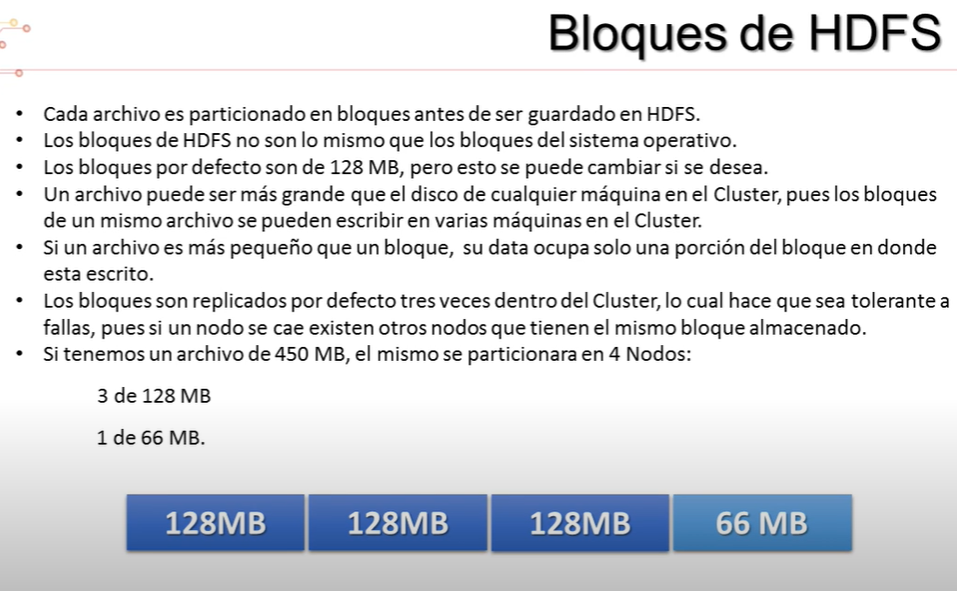 Bloques de HDFS
• Cada archivo es particionado en bloques antes de ser guardado en HDFS.
• Los bloques de HDFS no son lo mismo que los bloques del sistema operativo.
• Los bloques por defecto son de 128 MB, pero esto se puede cambiar si se desea.
• Un archivo puede ser más grande que el disco de cualquier máquina en el Cluster, pues los bloques
de un mismo archivo se pueden escribir en varias máquinas en el Cluster.
• Si un archivo es más pequeño que un bloque, su data ocupa solo una porción del bloque en donde
esta escrito.
• Los bloques son replicados por defecto tres veces dentro del Cluster, lo cual hace que sea tolerante a
fallas, pues si un nodo se cae existen otros nodos que tienen el mismo bloque almacenado.
• Si tenemos un archivo de 450 MB, el mismo se particionara en 4 Nodos:
3 de 128 MB
1 de 66 MB.
128MB 128MB 128MB 66 MB